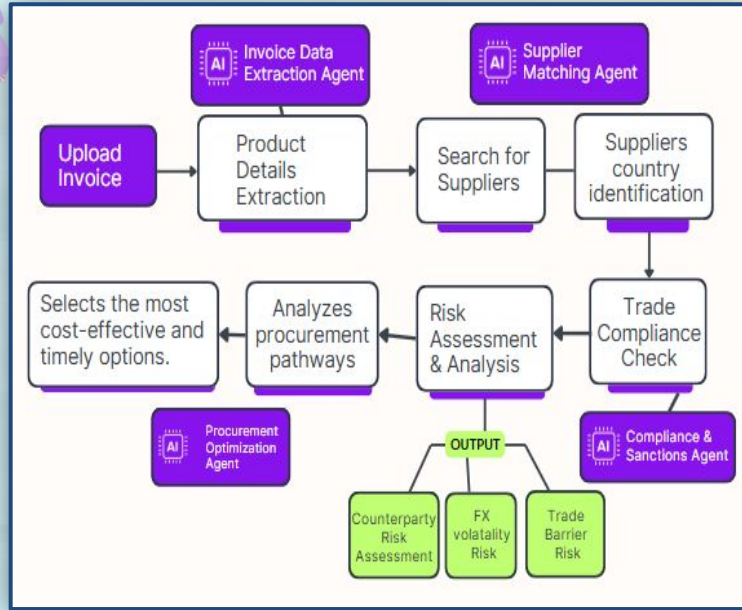 AI
Invoice Data
Extraction Agent
AI
Supplier
Matching Agent
Upload
Invoice
Product
Details
Extraction
Search for
Suppliers
Suppliers
country
identification
Selects the most
cost-effective and
timely options.
Analyzes
procurement
pathways
Risk
Assessment
& Analysis
Trade
Compliance
Check
AI
Procurement
Optimization
Agent
OUTPUT
AI
Compliance &
Sanctions Agent
Counterparty
Risk
Assessment
FX
volatality
Risk
Trade
Barrier
Risk